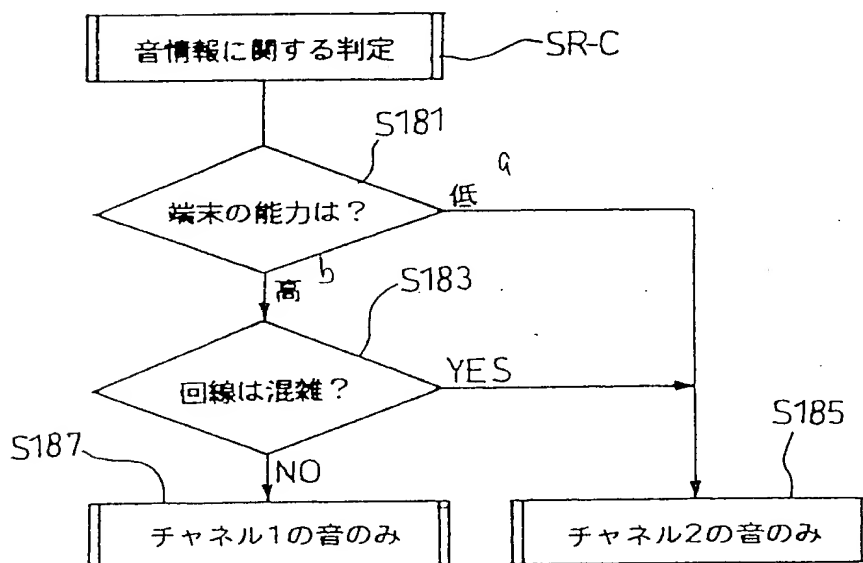 音情報に関する判定
SR-C
S181
端末の能力は?
低
a
b
高
S183
回線は混雑?
YES
S187
NO
S185
チャネル1の音のみ
チャネル2の音のみ